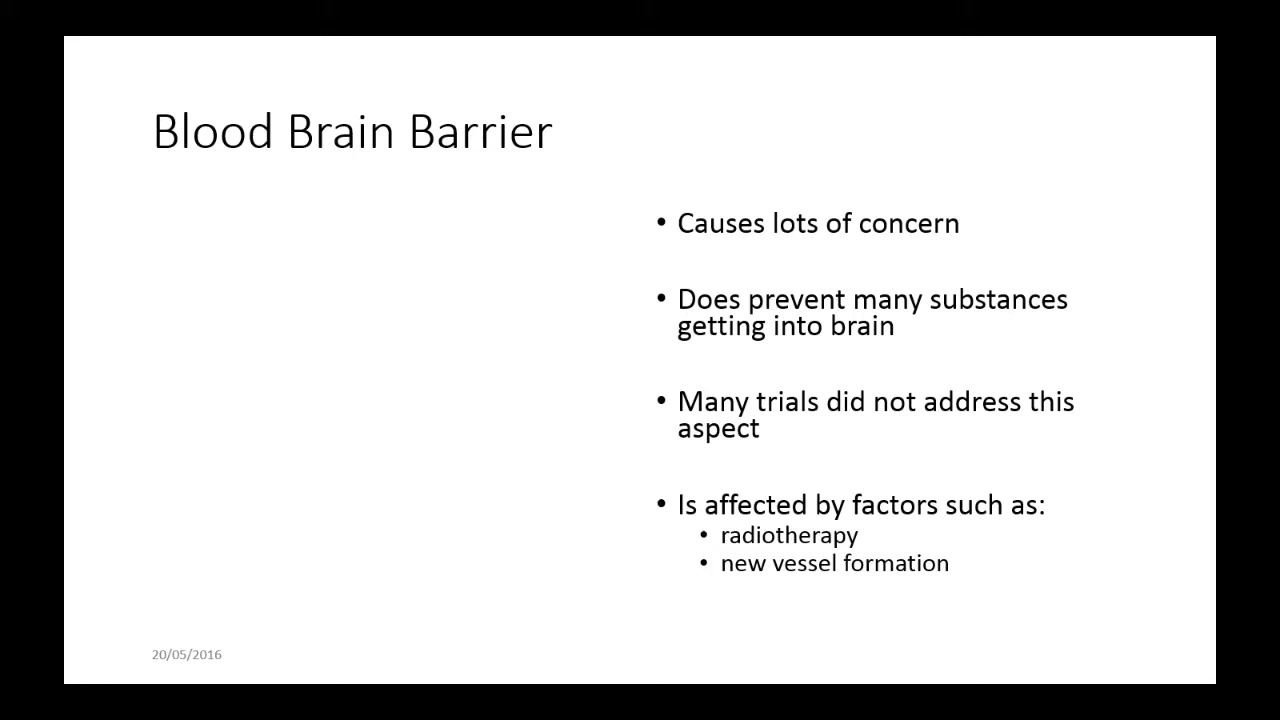 Blood Brain Barrier
• Causes lots of concern
• Does prevent many substances
getting into brain
• Many trials did not address this
aspect
• Is affected by factors such as:
• radiotherapy
• new vessel formation
20/05/2016